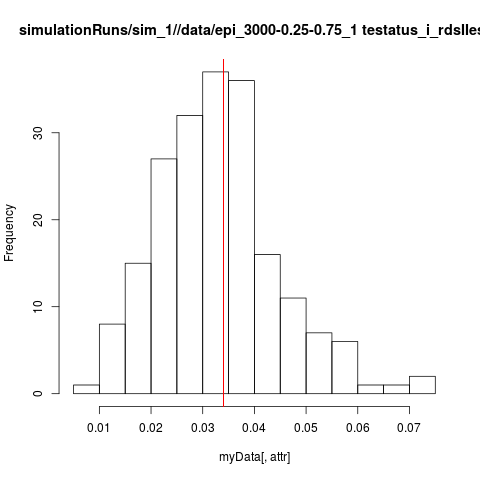 simulationRuns/sim_1//data/epi_3000-0.25-0.75_1 testatus_i_rdslles
Frequency
30
20
10
0
0.01 0.02 0.03 0.04 0.05 0.06 0.07
myData[, attr]